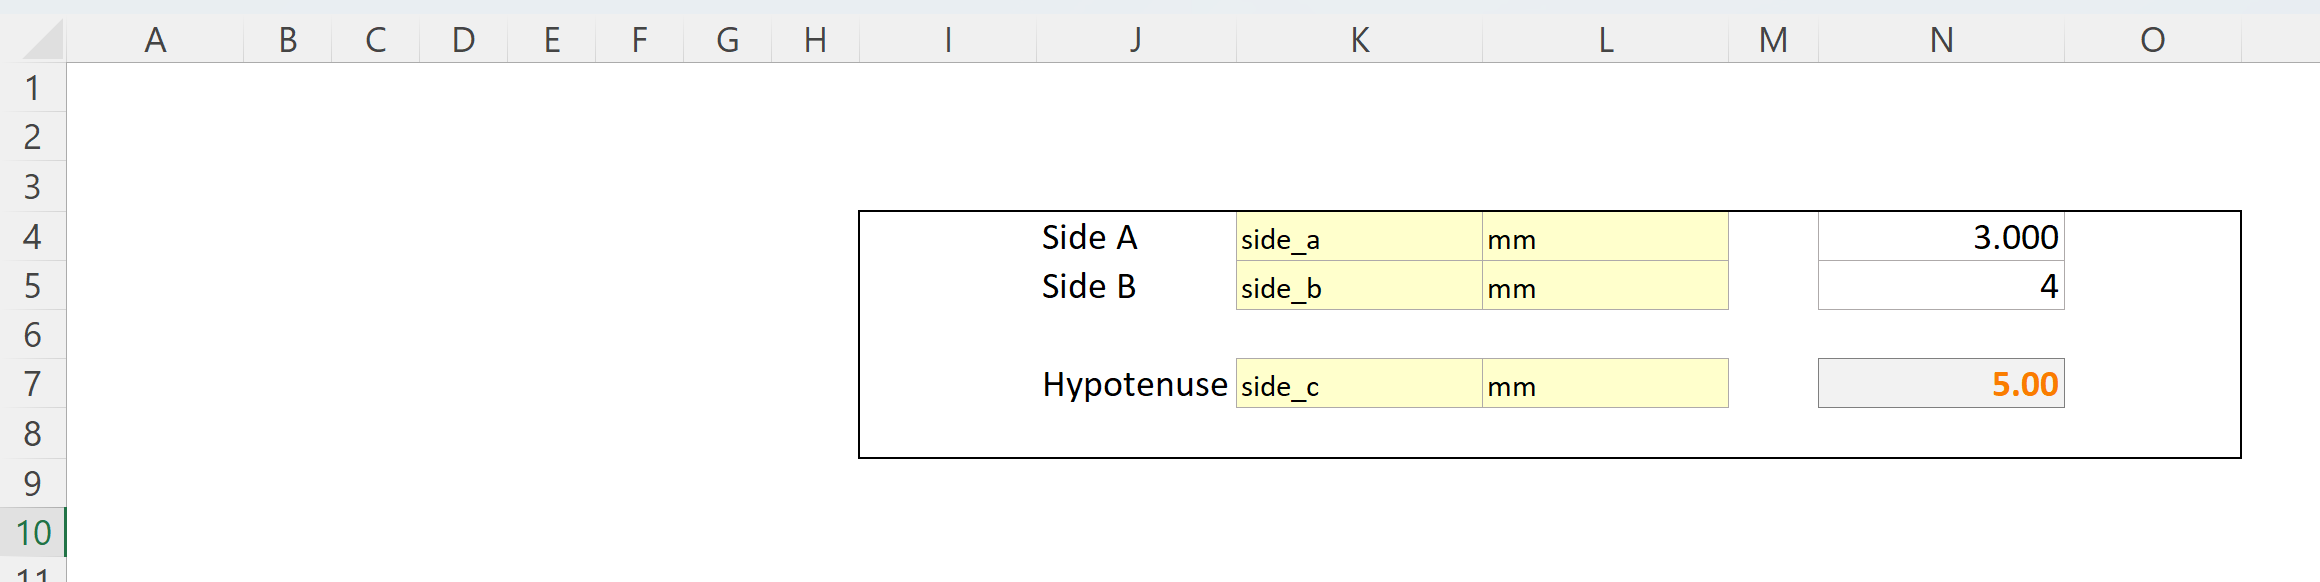 A B C D E F G H I J K L M N O
1
2
3
4 Side A side_a mm 3.000
5 Side B side_b mm 4
6
7 Hypotenuse side_c mm 5.00
8
9
10
11